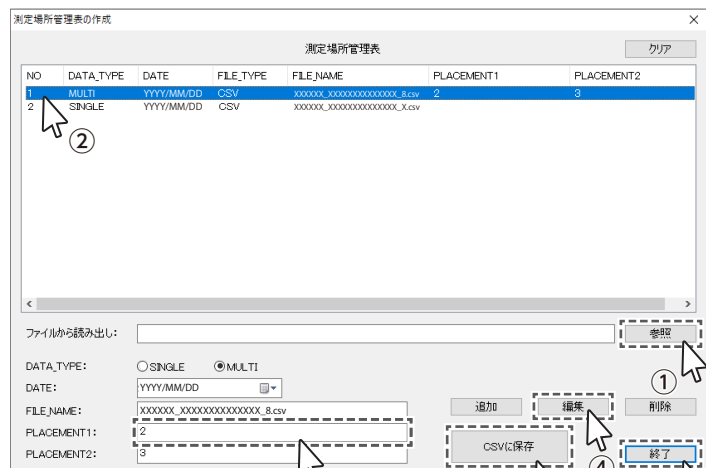 測定場所管理表の作成
測定場所管理表 クリア
NO DATA_TYPE DATE FILE_TYPE FILE_NAME PLACEMENT1 PLACEMENT2
1 MULTI YYYY/MM/DD CSV XXXXXX_XXXXXXXXXXXXXX_8.csv 2 3
2 SINGLE YYYY/MM/DD CSV XXXXXX_XXXXXXXXXXXXXX_X.csv
②
ファイルから読み出し: 参照
①
DATA_TYPE: SINGLE MULTI
DATE: YYYY/MM/DD
FILE_NAME: XXXXXX_XXXXXXXXXXXXXX_8.csv 追加 編集 削除
PLACEMENT1: 2
PLACEMENT2: 3 CSVに保存 ④ 終了